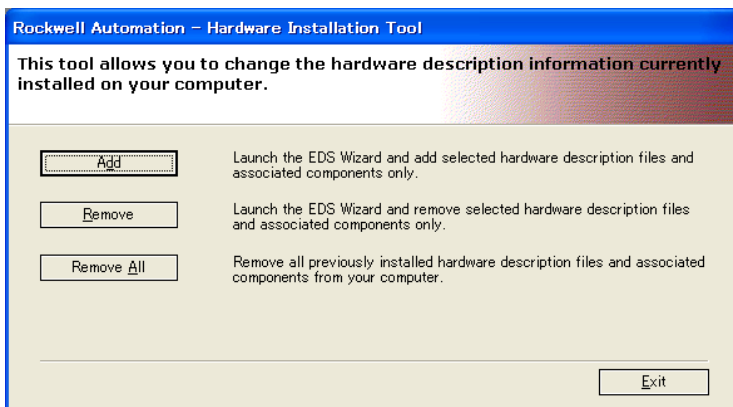 Rockwell Automation - Hardware Installation Tool
This tool allows you to change the hardware description information currently
installed on your computer.
Add
Launch the EDS Wizard and add selected hardware description files and
associated components only.
Remove
Launch the EDS Wizard and remove selected hardware description files
and associated components only.
Remove All
Remove all previously installed hardware description files and associated
components from your computer.
Exit